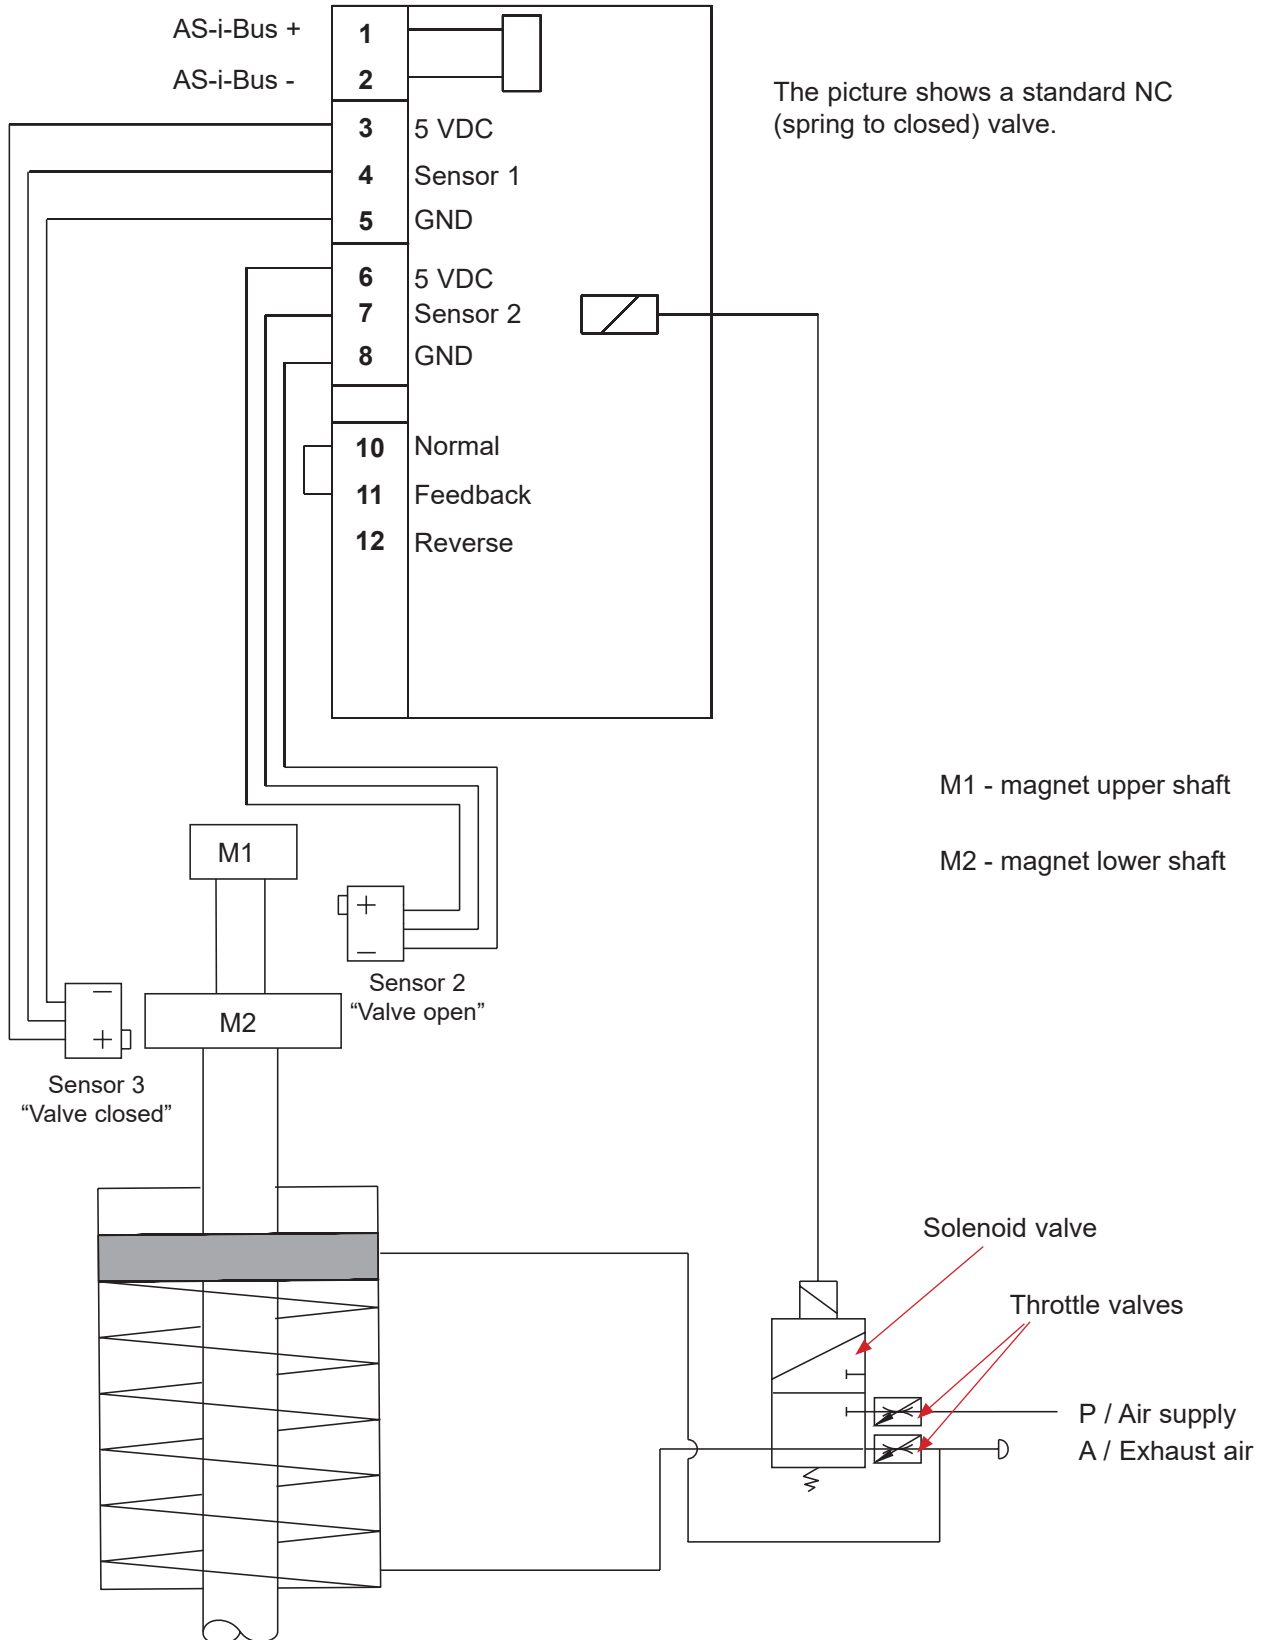 AS-i-Bus +
AS-i-Bus -
1
2
3 5 VDC
4 Sensor 1
5 GND
6 5 VDC
7 Sensor 2
8 GND
10 Normal
11 Feedback
12 Reverse
The picture shows a standard NC
(spring to closed) valve.
M1 - magnet upper shaft
M2 - magnet lower shaft
M1
+
–
Sensor 2
“Valve open”
M2
–
+
Sensor 3
“Valve closed”
Solenoid valve
Throttle valves
P / Air supply
A / Exhaust air